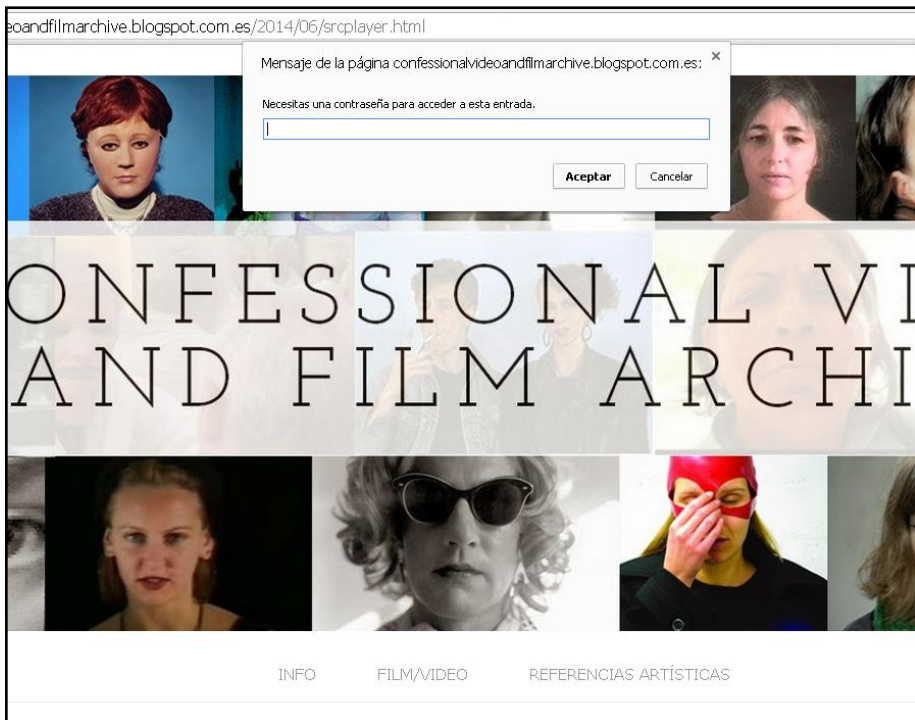 eoandfilmarchive.blogspot.com.es/2014/06/srcplayer.html
Mensaje de la página confessionalvideoandfilmarchive.blogspot.com.es:
Necesitas una contraseña para acceder a esta entrada.
Aceptar Cancelar
ONFESSIONAL VI
AND FILM ARCHI
INFO FILM/VIDEO REFERENCIAS ARTÍSTICAS